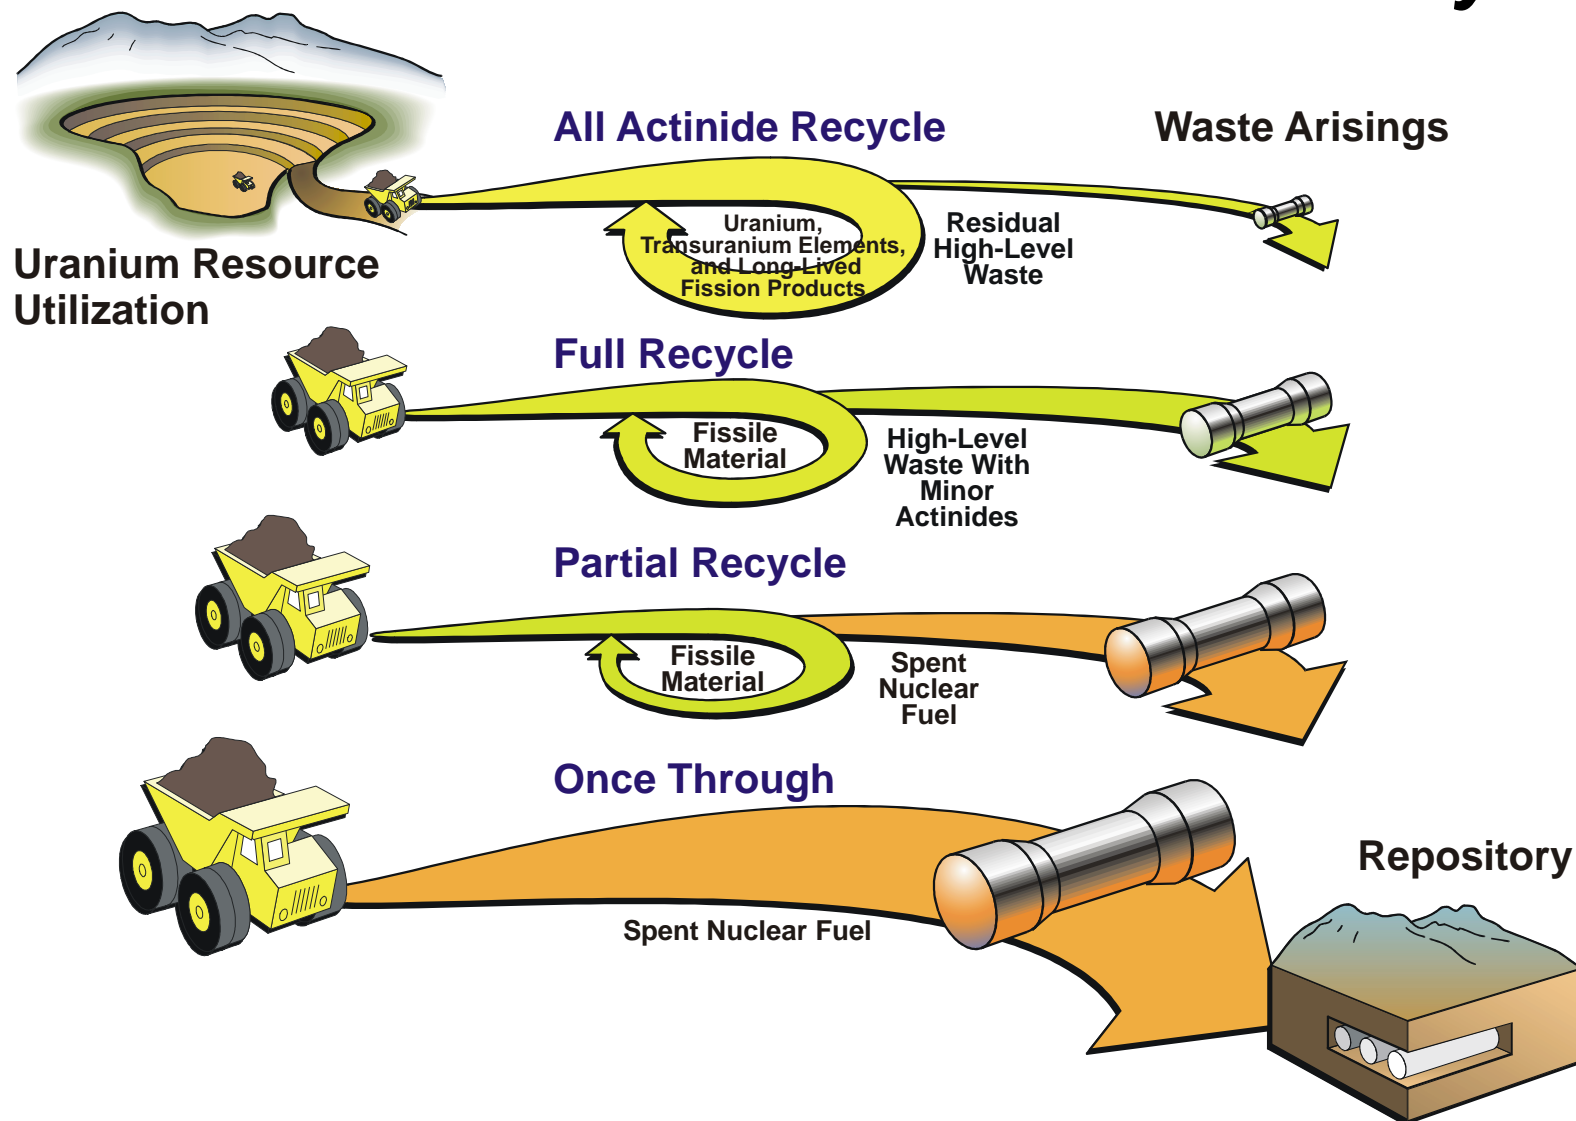 All Actinide Recycle
Waste Arisings
Uranium Resource
Utilization
Uranium,
Transuranium Elements,
and Long-Lived
Fission Products
Residual
High-Level
Waste
Full Recycle
Fissile
Material
High-Level
Waste With
Minor
Actinides
Partial Recycle
Fissile
Material
Spent
Nuclear
Fuel
Once Through
Spent Nuclear Fuel
Repository